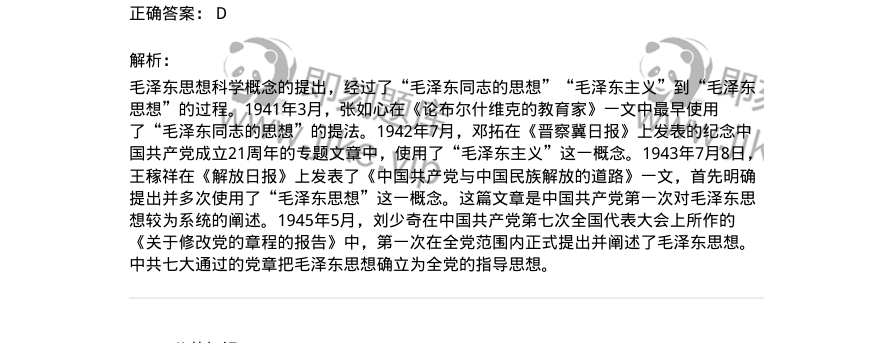 正确答案： D
解析：
毛泽东思想科学概念的提出，经过了“毛泽东同志的思想” “毛泽东主义”到“毛泽东
思想”的过程。1941年3月，张如心在《论布尔什维克的教育家》一文中最早使用
了“毛泽东同志的思想”的提法。1942年7月，邓拓在《晋察冀日报》上发表的纪念中
国共产党成立21周年的专题文章中，使用了“毛泽东主义”这一概念。1943年7月8日，
王稼祥在《解放日报》上发表了《中国共产党与中国民族解放的道路》一文，首先明确
提出并多次使用了“毛泽东思想”这一概念。这篇文章是中国共产党第一次对毛泽东思
想较为系统的阐述。1945年5月，刘少奇在中国共产党第七次全国代表大会上所作的
《关于修改党的章程的报告》中，第一次在全党范围内正式提出并阐述了毛泽东思想。
中共七大通过的党章把毛泽东思想确立为全党的指导思想。
即刻题库